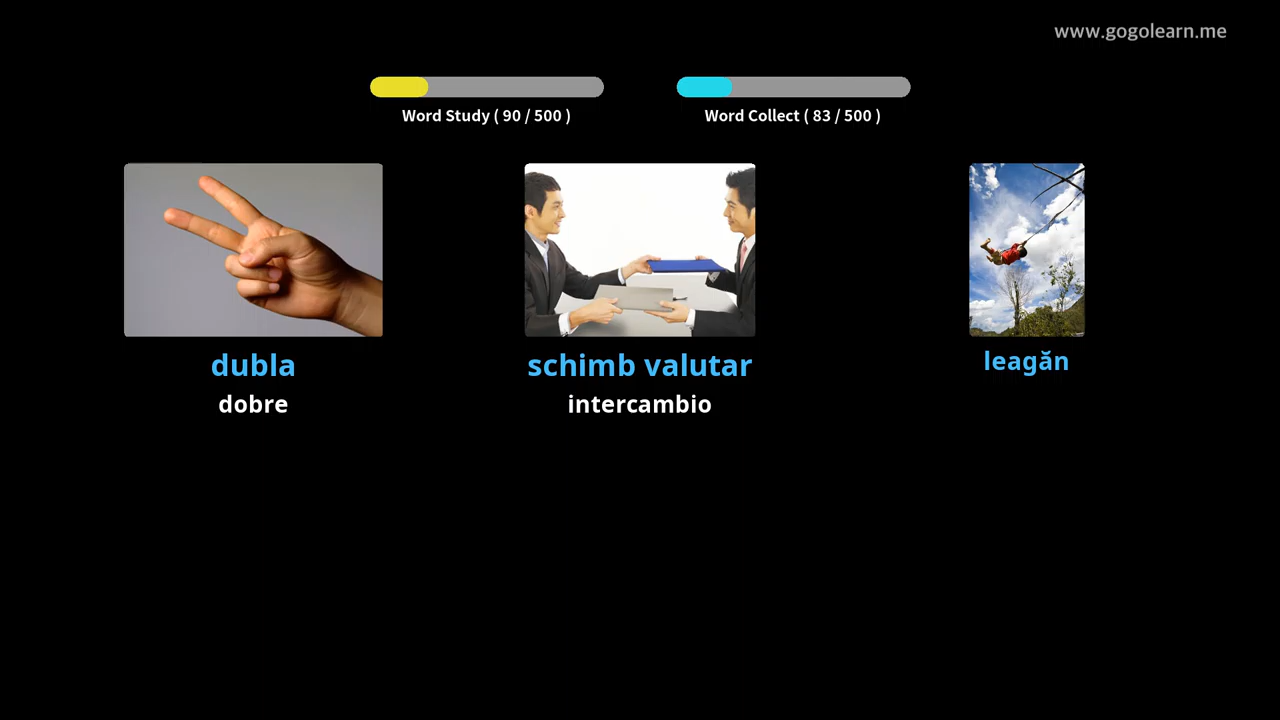 www.gogolearn.me
Word Study ( 90 / 500 )
Word Collect ( 83 / 500 )
dubla
dobre
schimb valutar
intercambio
leagăn